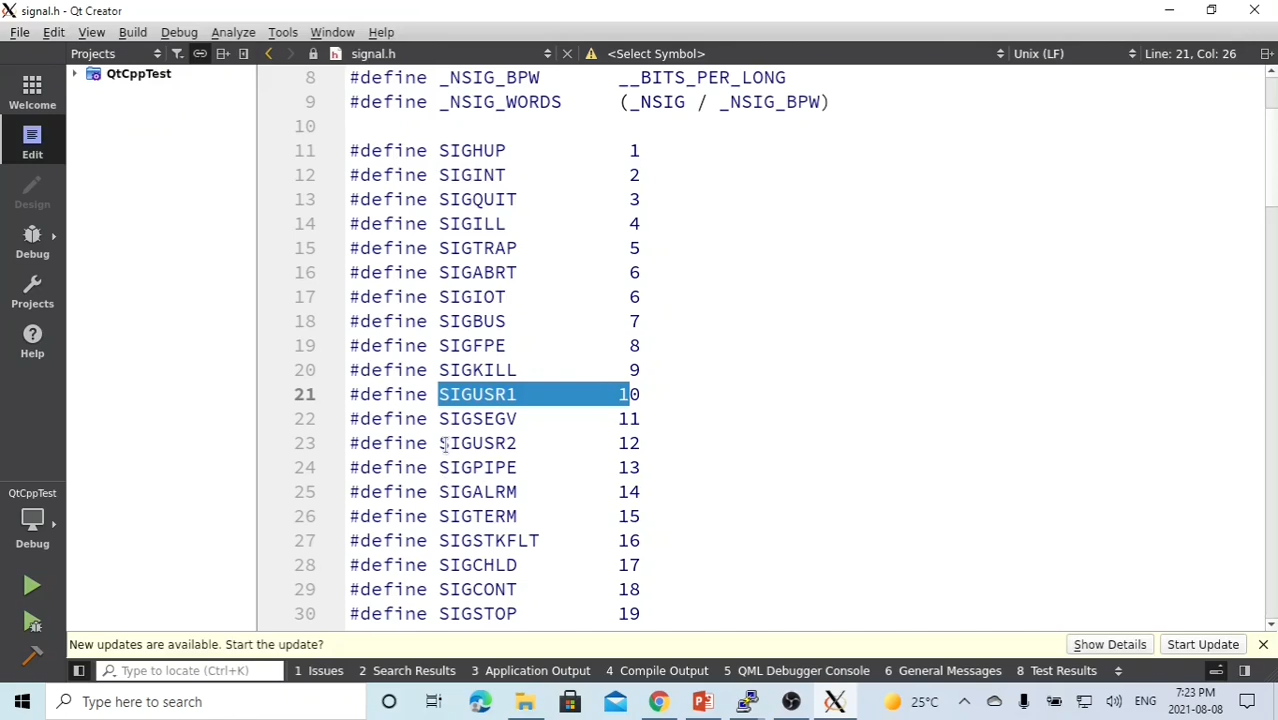 signal.h - Qt Creator
File Edit View Build Debug Analyze Tools Window Help
Projects signal.h <Select Symbol> Unix (LF) Line: 21, Col: 26
QtCppTest
Welcome
Edit
Design
Debug
Projects
Help
QtCppTest
Debug
8 #define _NSIG_BPW __BITS_PER_LONG
9 #define _NSIG_WORDS (_NSIG / _NSIG_BPW)
10
11 #define SIGHUP 1
12 #define SIGINT 2
13 #define SIGQUIT 3
14 #define SIGILL 4
15 #define SIGTRAP 5
16 #define SIGABRT 6
17 #define SIGIOT 6
18 #define SIGBUS 7
19 #define SIGFPE 8
20 #define SIGKILL 9
21 #define SIGUSR1 10
22 #define SIGSEGV 11
23 #define SIGUSR2 12
24 #define SIGPIPE 13
25 #define SIGALRM 14
26 #define SIGTERM 15
27 #define SIGSTKFLT 16
28 #define SIGCHLD 17
29 #define SIGCONT 18
30 #define SIGSTOP 19
New updates are available. Start the update? Show Details Start Update
Type to locate (Ctrl+K) 1 Issues 2 Search Results 3 Application Output 4 Compile Output 5 QML Debugger Console 6 General Messages 8 Test Results
Type here to search 25°C ENG 7:23 PM
2021-08-08